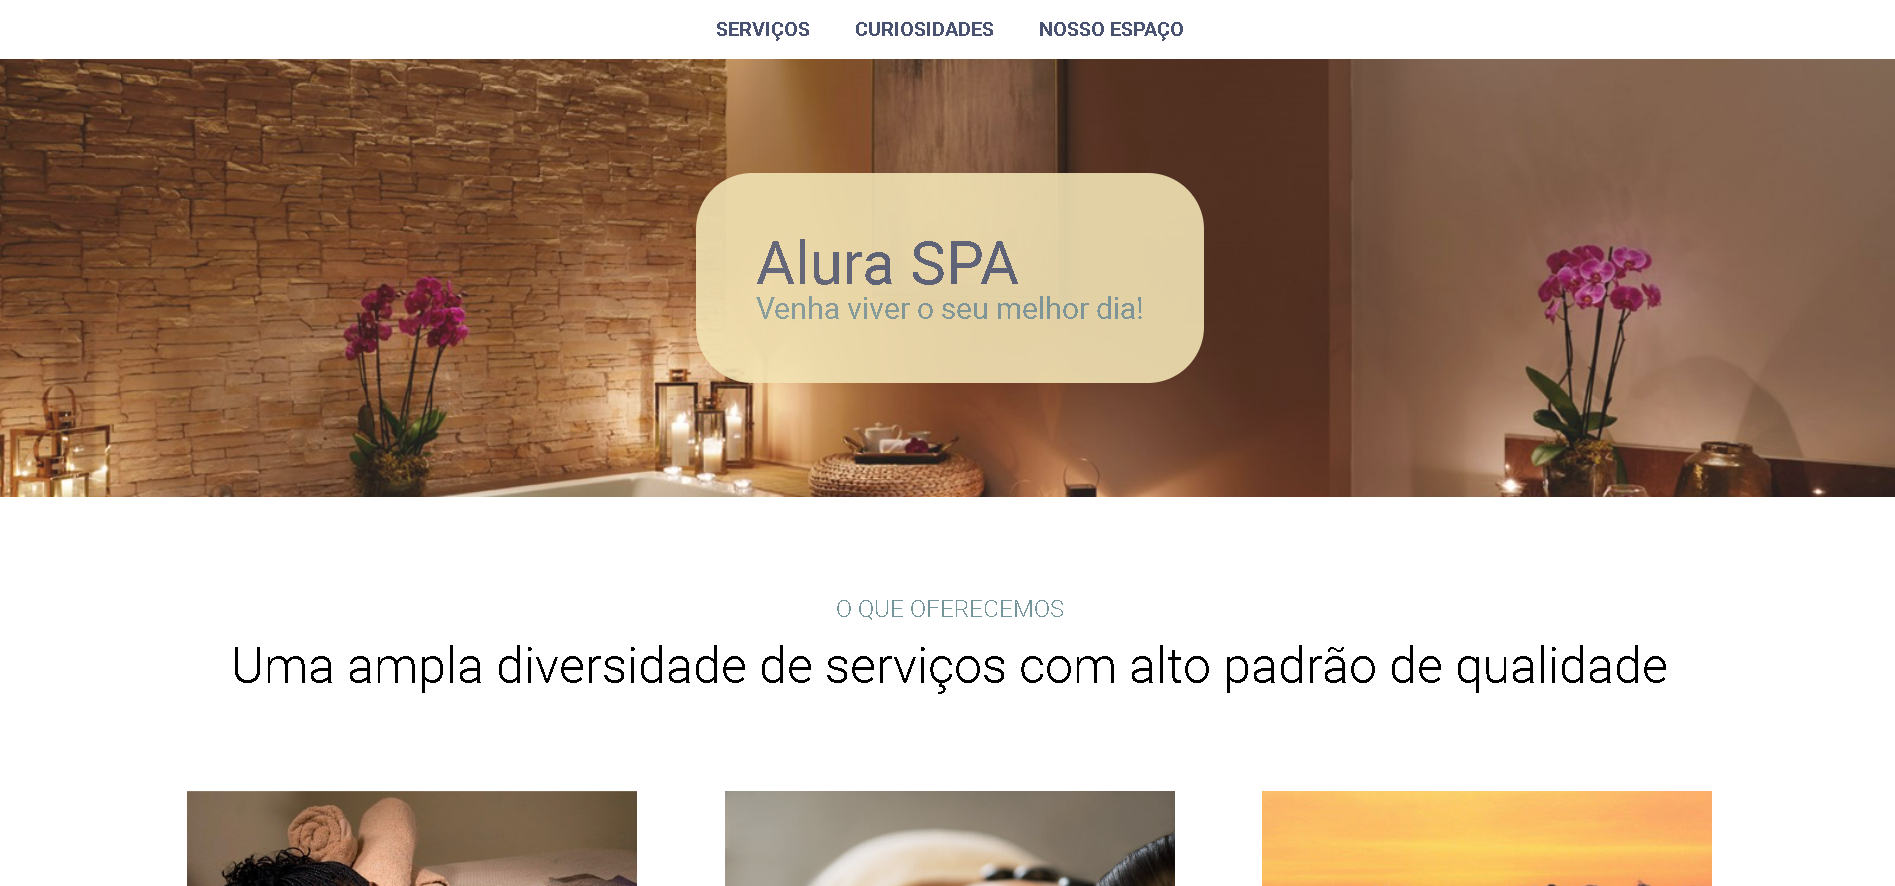 SERVIÇOS CURIOSIDADES NOSSO ESPAÇO
Alura SPA
Venha viver o seu melhor dia!
O QUE OFERECEMOS
Uma ampla diversidade de serviços com alto padrão de qualidade